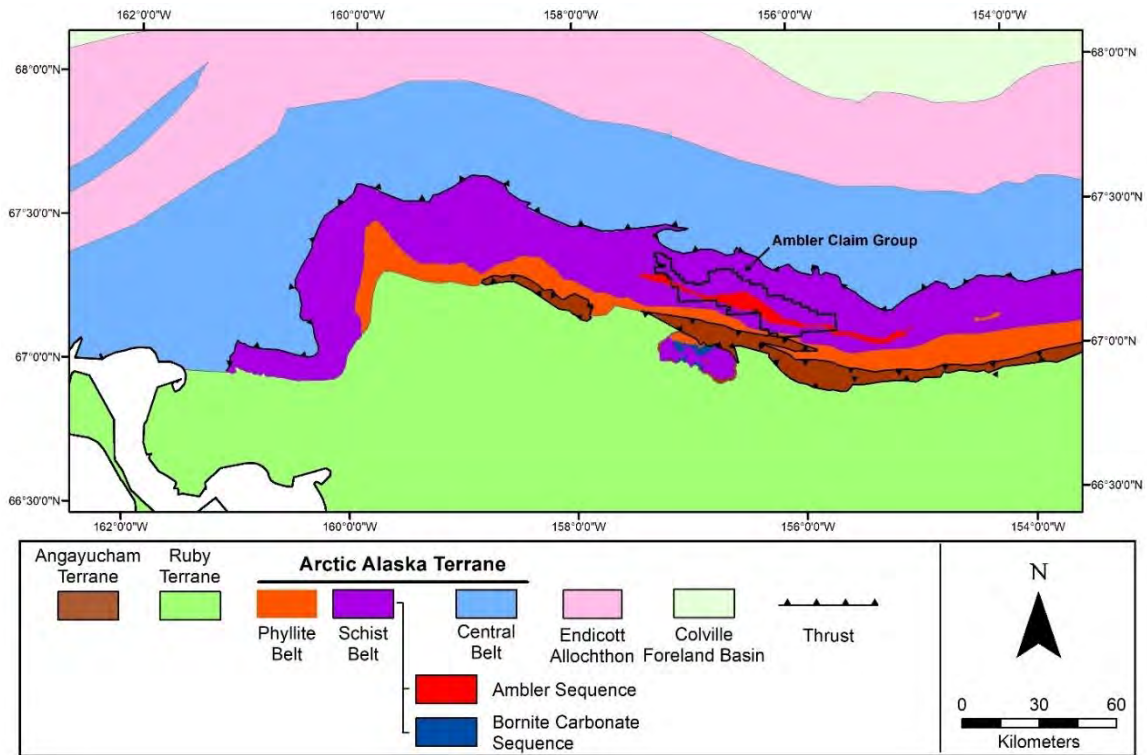 162°0'0"W 160°0'0"W 158°0'0"W 156°0'0"W 154°0'0"W
68°0'0"N 68°0'0"N
67°30'0"N 67°30'0"N
Ambler Claim Group
67°0'0"N 67°0'0"N
66°30'0"N 66°30'0"N
162°0'0"W 160°0'0"W 158°0'0"W 156°0'0"W 154°0'0"W
Angayucham
Terrane
Ruby
Terrane
Arctic Alaska Terrane
Phyllite
Belt
Schist
Belt
Central
Belt
Endicott
Allochthon
Colville
Foreland Basin
Thrust
Ambler Sequence
Bornite Carbonate
Sequence
N
0 30 60
Kilometers